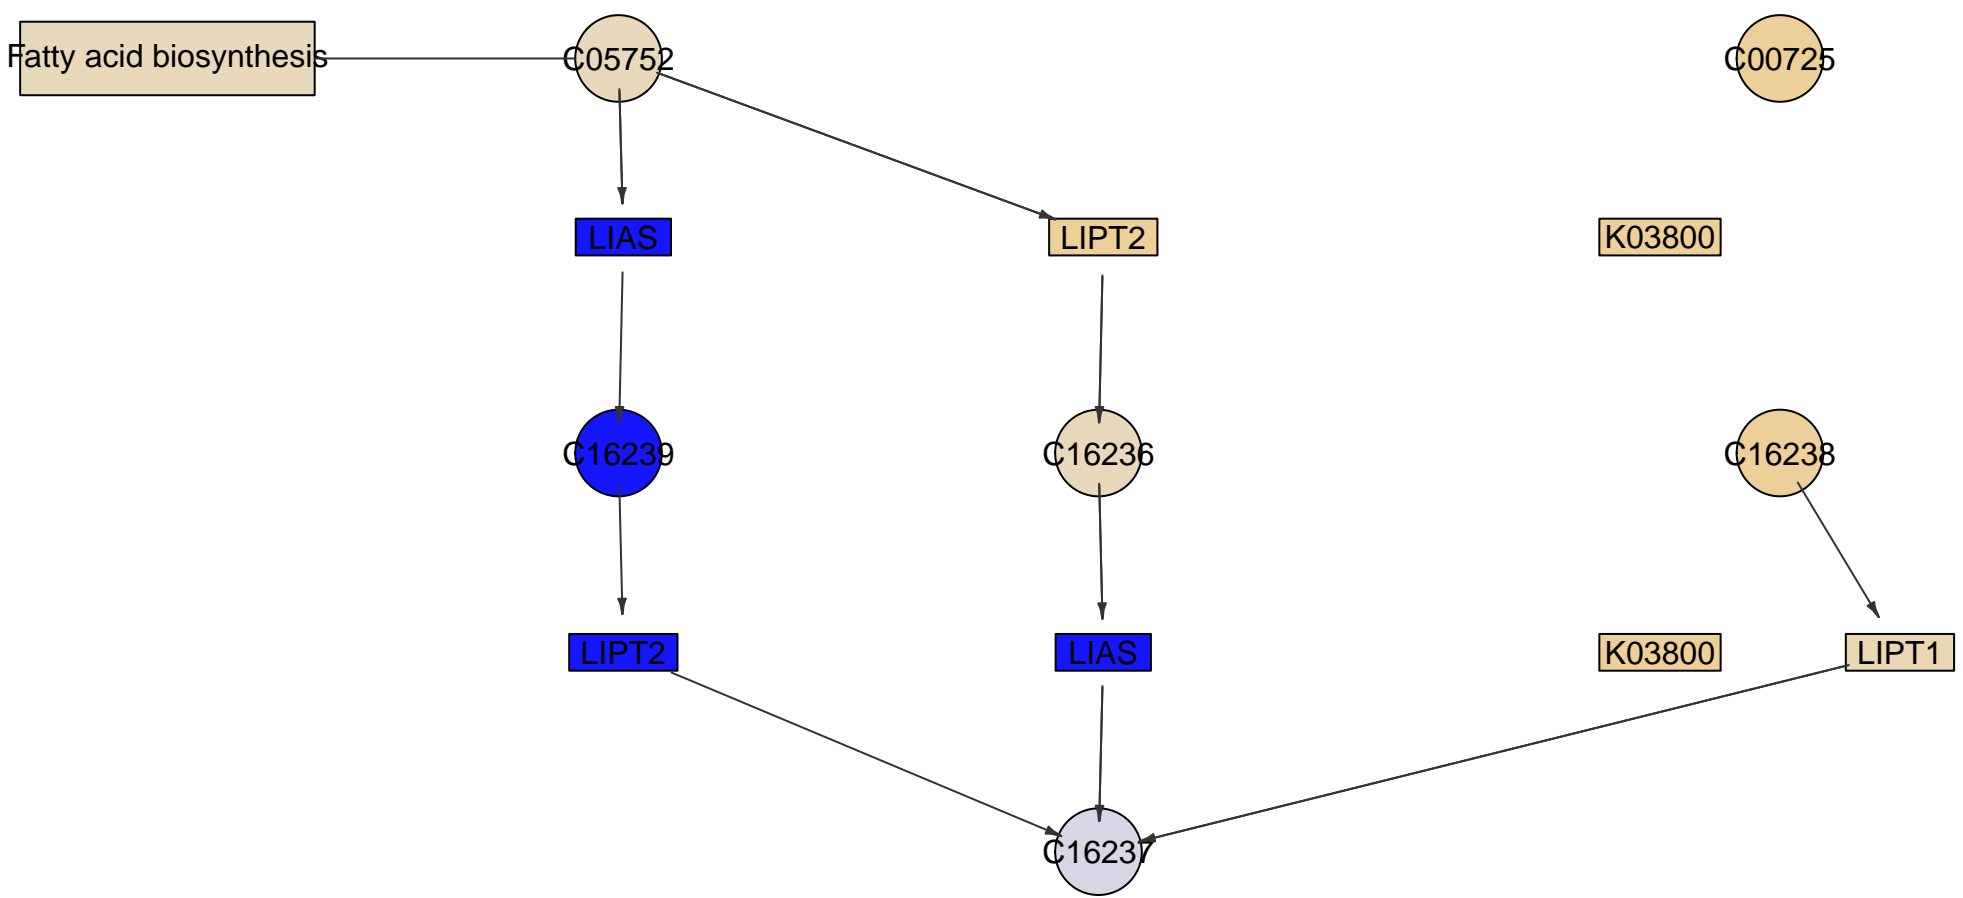 Fatty acid biosynthesis
C05752
C00725
LIAS
LIPT2
K03800
C16239
C16236
C16238
LIPT2
LIAS
K03800
LIPT1
C16237